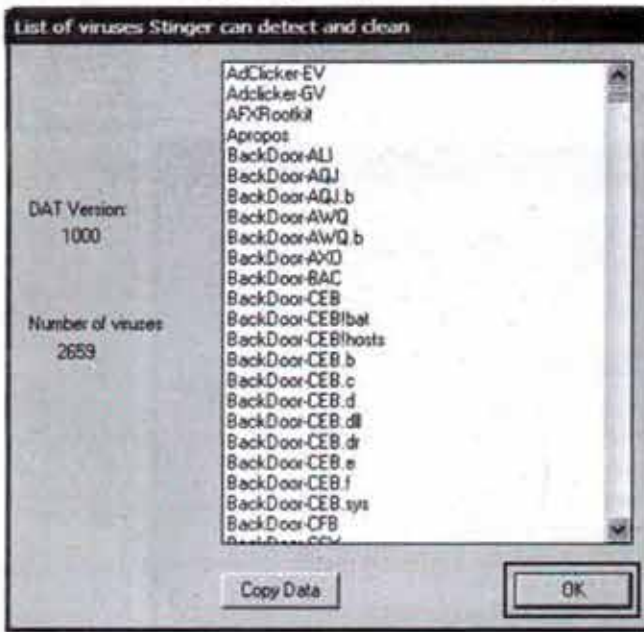 List of viruses Stinger can detect and clean
AdClicker-EV
Adclicker-GV
AFXRootkit
Apropos
BackDoor-ALI
BackDoor-AQJ
BackDoor-AQJ.b
BackDoor-AWQ
BackDoor-AWQ.b
BackDoor-AXO
BackDoor-BAC
BackDoor-CEB
BackDoor-CEB!bat
BackDoor-CEB!hosts
BackDoor-CEB.b
BackDoor-CEB.c
BackDoor-CEB.d
BackDoor-CEB.dll
BackDoor-CEB.dr
BackDoor-CEB.e
BackDoor-CEB.f
BackDoor-CEB.sys
BackDoor-CFB
DAT Version:
1000
Number of viruses
2659
Copy Data
OK